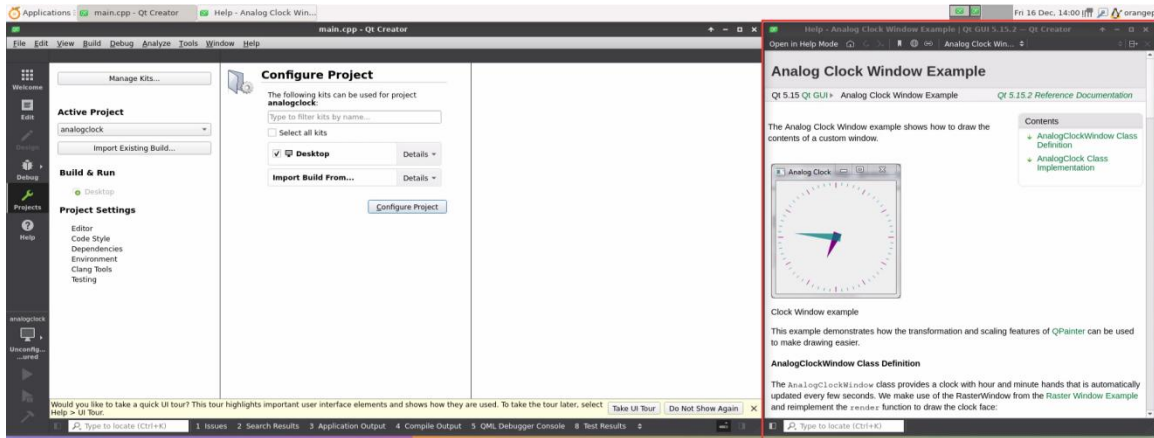 Applications
main.cpp - Qt Creator
Help - Analog Clock Win...
Fri 16 Dec, 14:00
orangep
main.cpp - Qt Creator
File Edit View Build Debug Analyze Tools Window Help
Welcome
Edit
Design
Debug
Projects
Help
analogclock
Unconfig...
...ured
Manage Kits...
Active Project
analogclock
Import Existing Build...
Build & Run
Desktop
Project Settings
Editor
Code Style
Dependencies
Environment
Clang Tools
Testing
Configure Project
The following kits can be used for project
analogclock:
Type to filter kits by name...
Select all kits
Desktop Details
Import Build From... Details
Configure Project
Would you like to take a quick UI tour? This tour highlights important user interface elements and shows how they are used. To take the tour later, select
Help > UI Tour.
Take UI Tour
Do Not Show Again
Type to locate (Ctrl+K)
1 Issues 2 Search Results 3 Application Output 4 Compile Output 5 QML Debugger Console 8 Test Results
Help - Analog Clock Window Example | Qt GUI 5.15.2 — Qt Creator
Open in Help Mode
Analog Clock Win...
Analog Clock Window Example
Qt 5.15 Qt GUI Analog Clock Window Example Qt 5.15.2 Reference Documentation
The Analog Clock Window example shows how to draw the
contents of a custom window.
Contents
AnalogClockWindow Class
Definition
AnalogClock Class
Implementation
Analog Clock
Clock Window example
This example demonstrates how the transformation and scaling features of QPainter can be used
to make drawing easier.
AnalogClockWindow Class Definition
The AnalogClockWindow class provides a clock with hour and minute hands that is automatically
updated every few seconds. We make use of the RasterWindow from the Raster Window Example
and reimplement the render function to draw the clock face:
Type to locate (Ctrl+K)